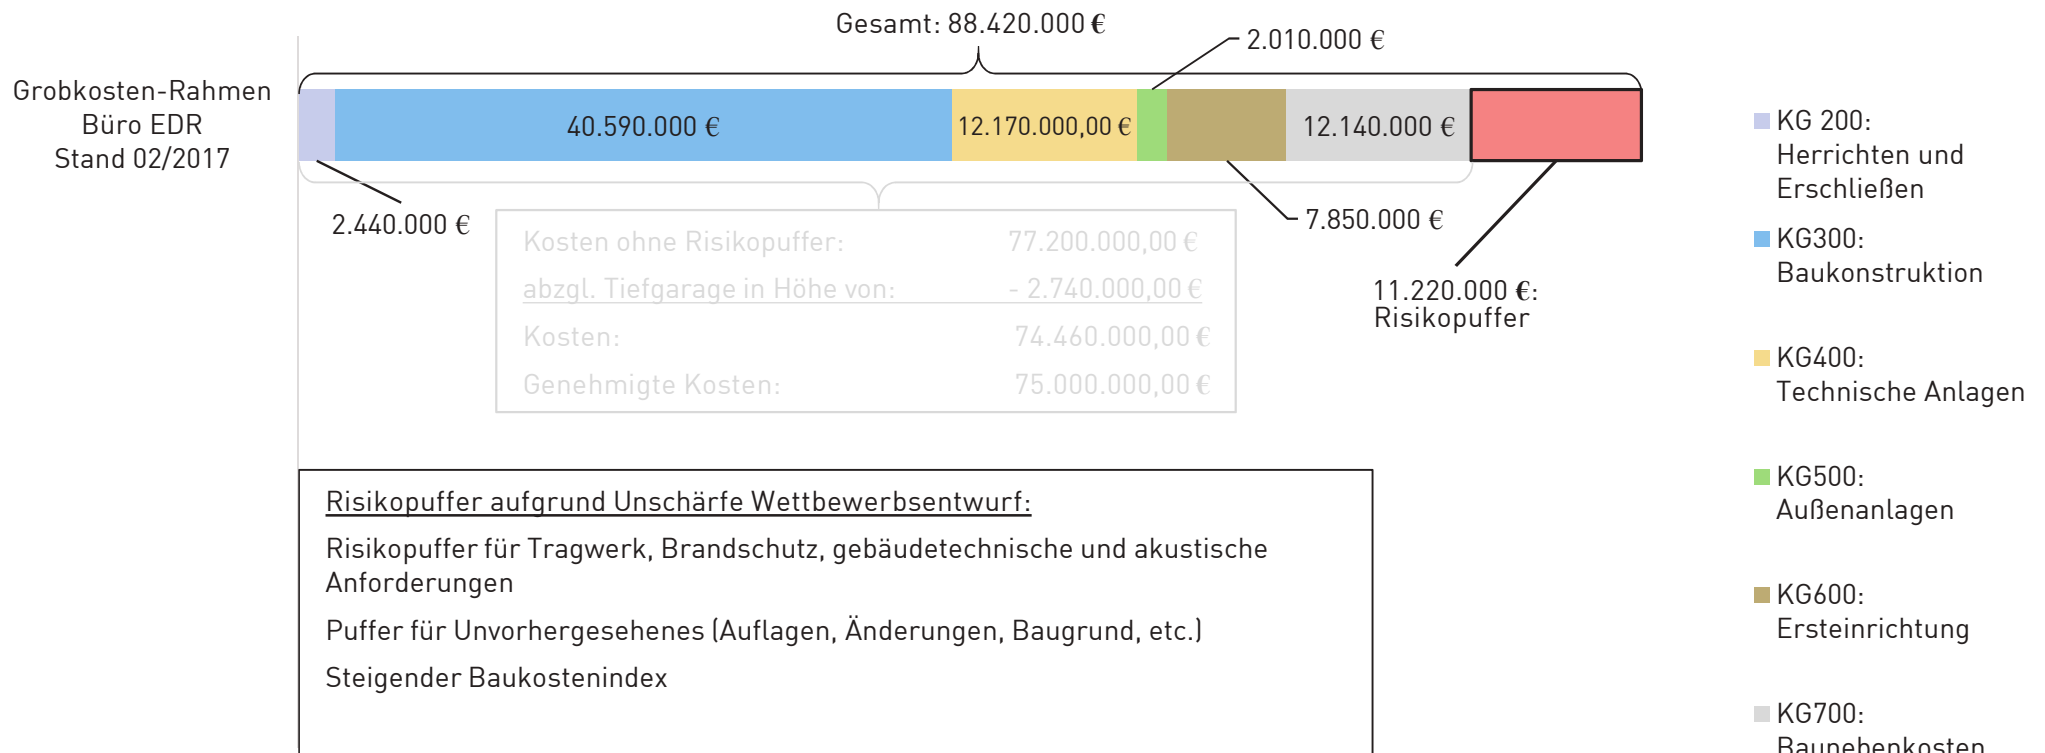 Gesamt: 88.420.000 €
2.010.000 €
Grobkosten-Rahmen
Büro EDR
Stand 02/2017
40.590.000 €
12.170.000,00 €
12.140.000 €
2.440.000 €
7.850.000 €
11.220.000 €:
Risikopuffer
Kosten ohne Risikopuffer: 77.200.000,00 €
abzgl. Tiefgarage in Höhe von: - 2.740.000,00 €
Kosten: 74.460.000,00 €
Genehmigte Kosten: 75.000.000,00 €
Risikopuffer aufgrund Unschärfe Wettbewerbsentwurf:
Risikopuffer für Tragwerk, Brandschutz, gebäudetechnische und akustische
Anforderungen
Puffer für Unvorhergesehenes (Auflagen, Änderungen, Baugrund, etc.)
Steigender Baukostenindex
KG 200:
Herrichten und
Erschließen
KG300:
Baukonstruktion
KG400:
Technische Anlagen
KG500:
Außenanlagen
KG600:
Ersteinrichtung
KG700:
Baunebenkosten